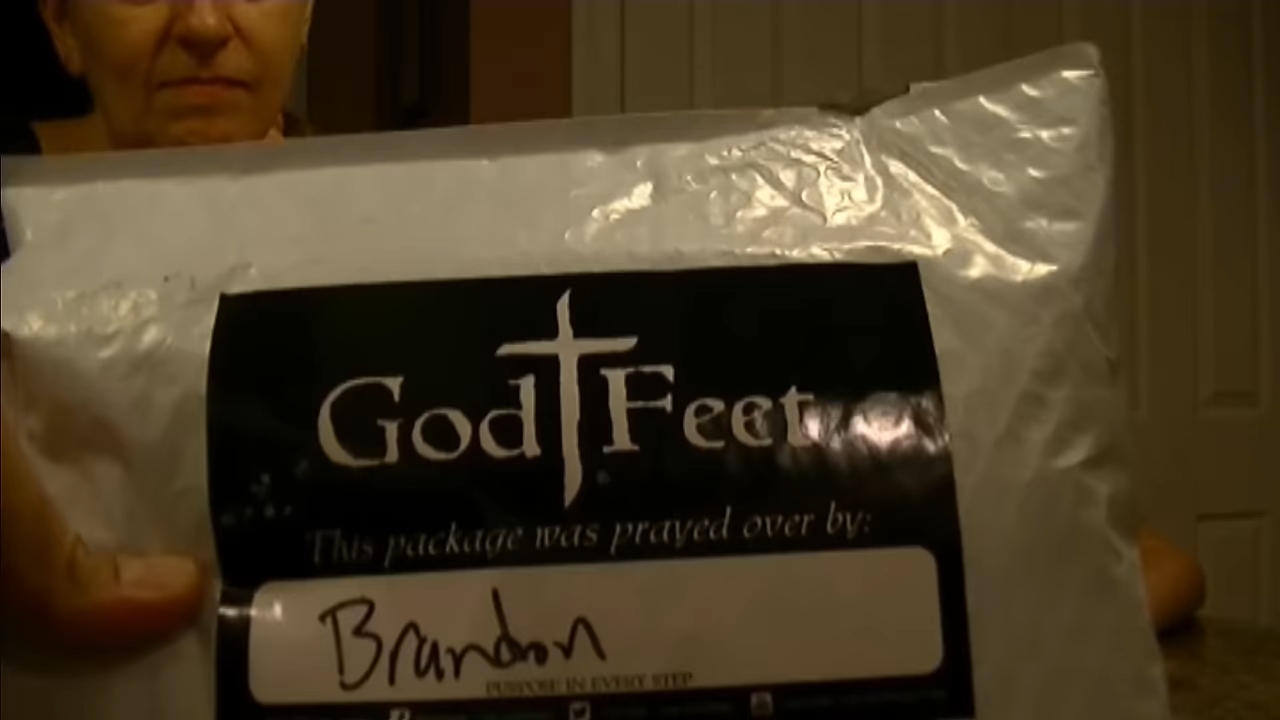 God Feet
This package was prayed over by:
Brandon
PURPOSE IN EVERY STEP